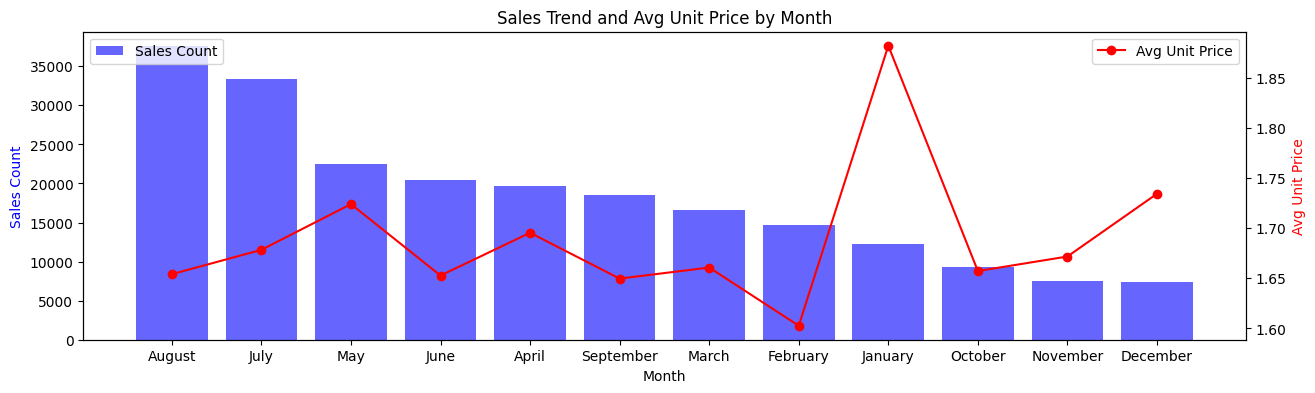 Sales Trend and Avg Unit Price by Month
Sales Count
Avg Unit Price
35000
30000
25000
20000
15000
10000
5000
0
Sales Count
1.85
1.80
1.75
1.70
1.65
1.60
Avg Unit Price
August July May June April September March February January October November December
Month